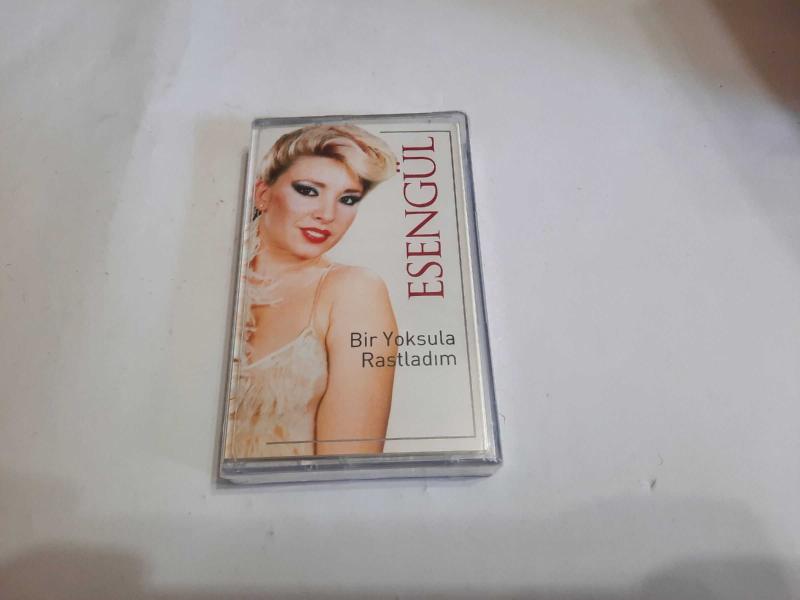 ESENGÜL
Bir Yoksula
Rastladım